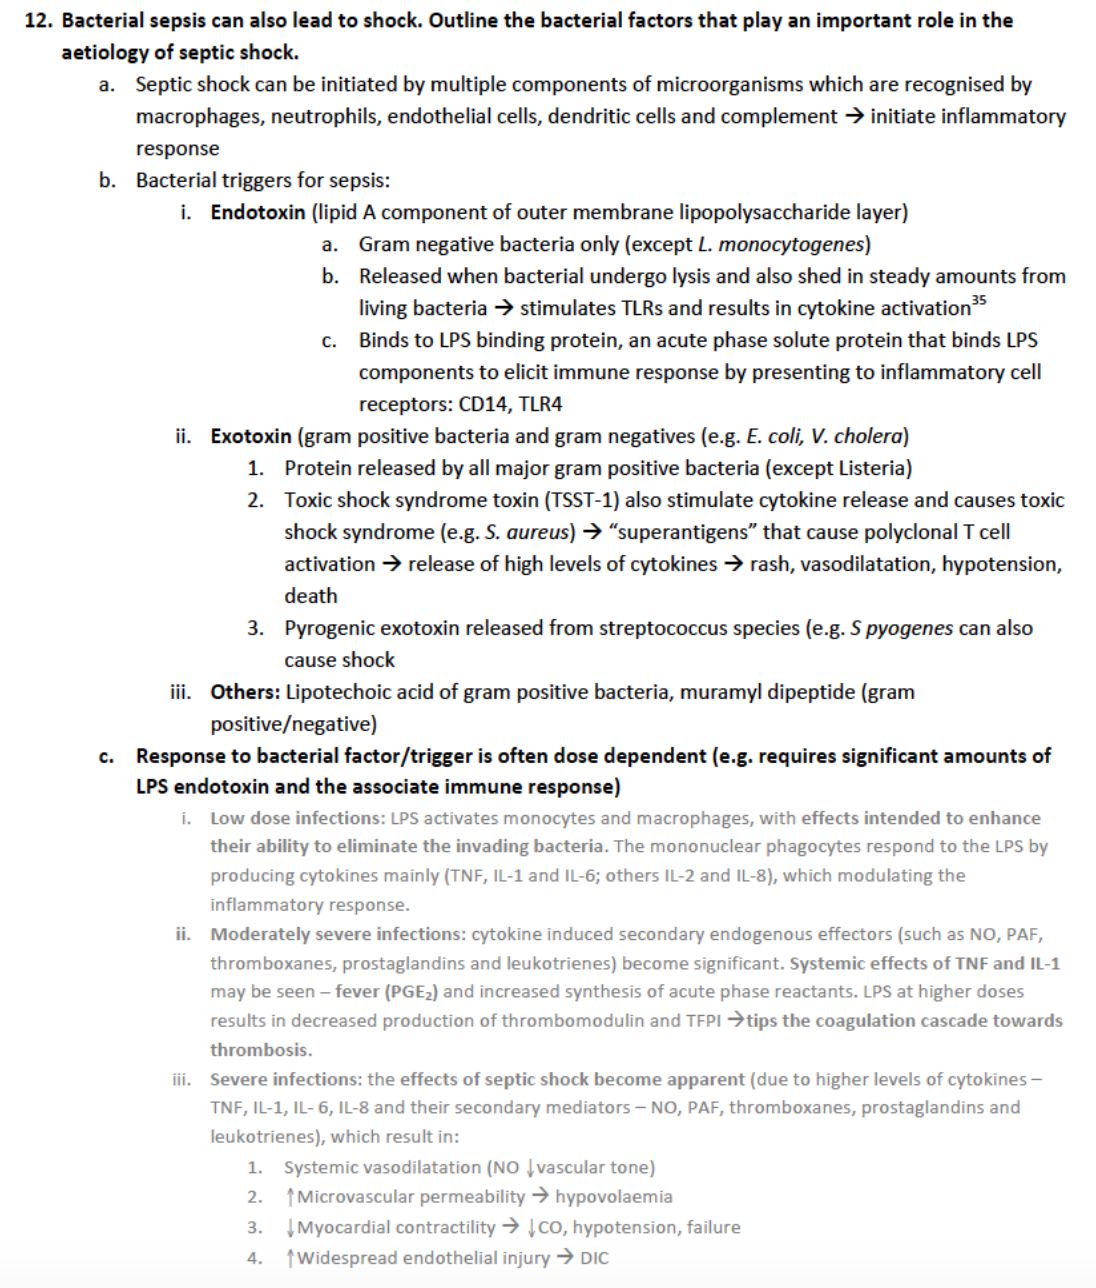 12. Bacterial sepsis can also lead to shock. Outline the bacterial factors that play an important role in the
aetiology of septic shock.
a. Septic shock can be initiated by multiple components of microorganisms which are recognised by
macrophages, neutrophils, endothelial cells, dendritic cells and complement → initiate inflammatory
response
b. Bacterial triggers for sepsis:
i. Endotoxin (lipid A component of outer membrane lipopolysaccharide layer)
a. Gram negative bacteria only (except L. monocytogenes)
b. Released when bacterial undergo lysis and also shed in steady amounts from
living bacteria → stimulates TLRs and results in cytokine activation³⁵
c. Binds to LPS binding protein, an acute phase solute protein that binds LPS
components to elicit immune response by presenting to inflammatory cell
receptors: CD14, TLR4
ii. Exotoxin (gram positive bacteria and gram negatives (e.g. E. coli, V. cholera)
1. Protein released by all major gram positive bacteria (except Listeria)
2. Toxic shock syndrome toxin (TSST-1) also stimulate cytokine release and causes toxic
shock syndrome (e.g. S. aureus) → “superantigens” that cause polyclonal T cell
activation → release of high levels of cytokines → rash, vasodilatation, hypotension,
death
3. Pyrogenic exotoxin released from streptococcus species (e.g. S pyogenes can also
cause shock
iii. Others: Lipotechoic acid of gram positive bacteria, muramyl dipeptide (gram
positive/negative)
c. Response to bacterial factor/trigger is often dose dependent (e.g. requires significant amounts of
LPS endotoxin and the associate immune response)
i. Low dose infections: LPS activates monocytes and macrophages, with effects intended to enhance
their ability to eliminate the invading bacteria. The mononuclear phagocytes respond to the LPS by
producing cytokines mainly (TNF, IL-1 and IL-6; others IL-2 and IL-8), which modulating the
inflammatory response.
ii. Moderately severe infections: cytokine induced secondary endogenous effectors (such as NO, PAF,
thromboxanes, prostaglandins and leukotrienes) become significant. Systemic effects of TNF and IL-1
may be seen – fever (PGE₂) and increased synthesis of acute phase reactants. LPS at higher doses
results in decreased production of thrombomodulin and TFPI →tips the coagulation cascade towards
thrombosis.
iii. Severe infections: the effects of septic shock become apparent (due to higher levels of cytokines –
TNF, IL-1, IL- 6, IL-8 and their secondary mediators – NO, PAF, thromboxanes, prostaglandins and
leukotrienes), which result in:
1. Systemic vasodilatation (NO ↓vascular tone)
2. ↑Microvascular permeability → hypovolaemia
3. ↓Myocardial contractility → ↓CO, hypotension, failure
4. ↑Widespread endothelial injury → DIC